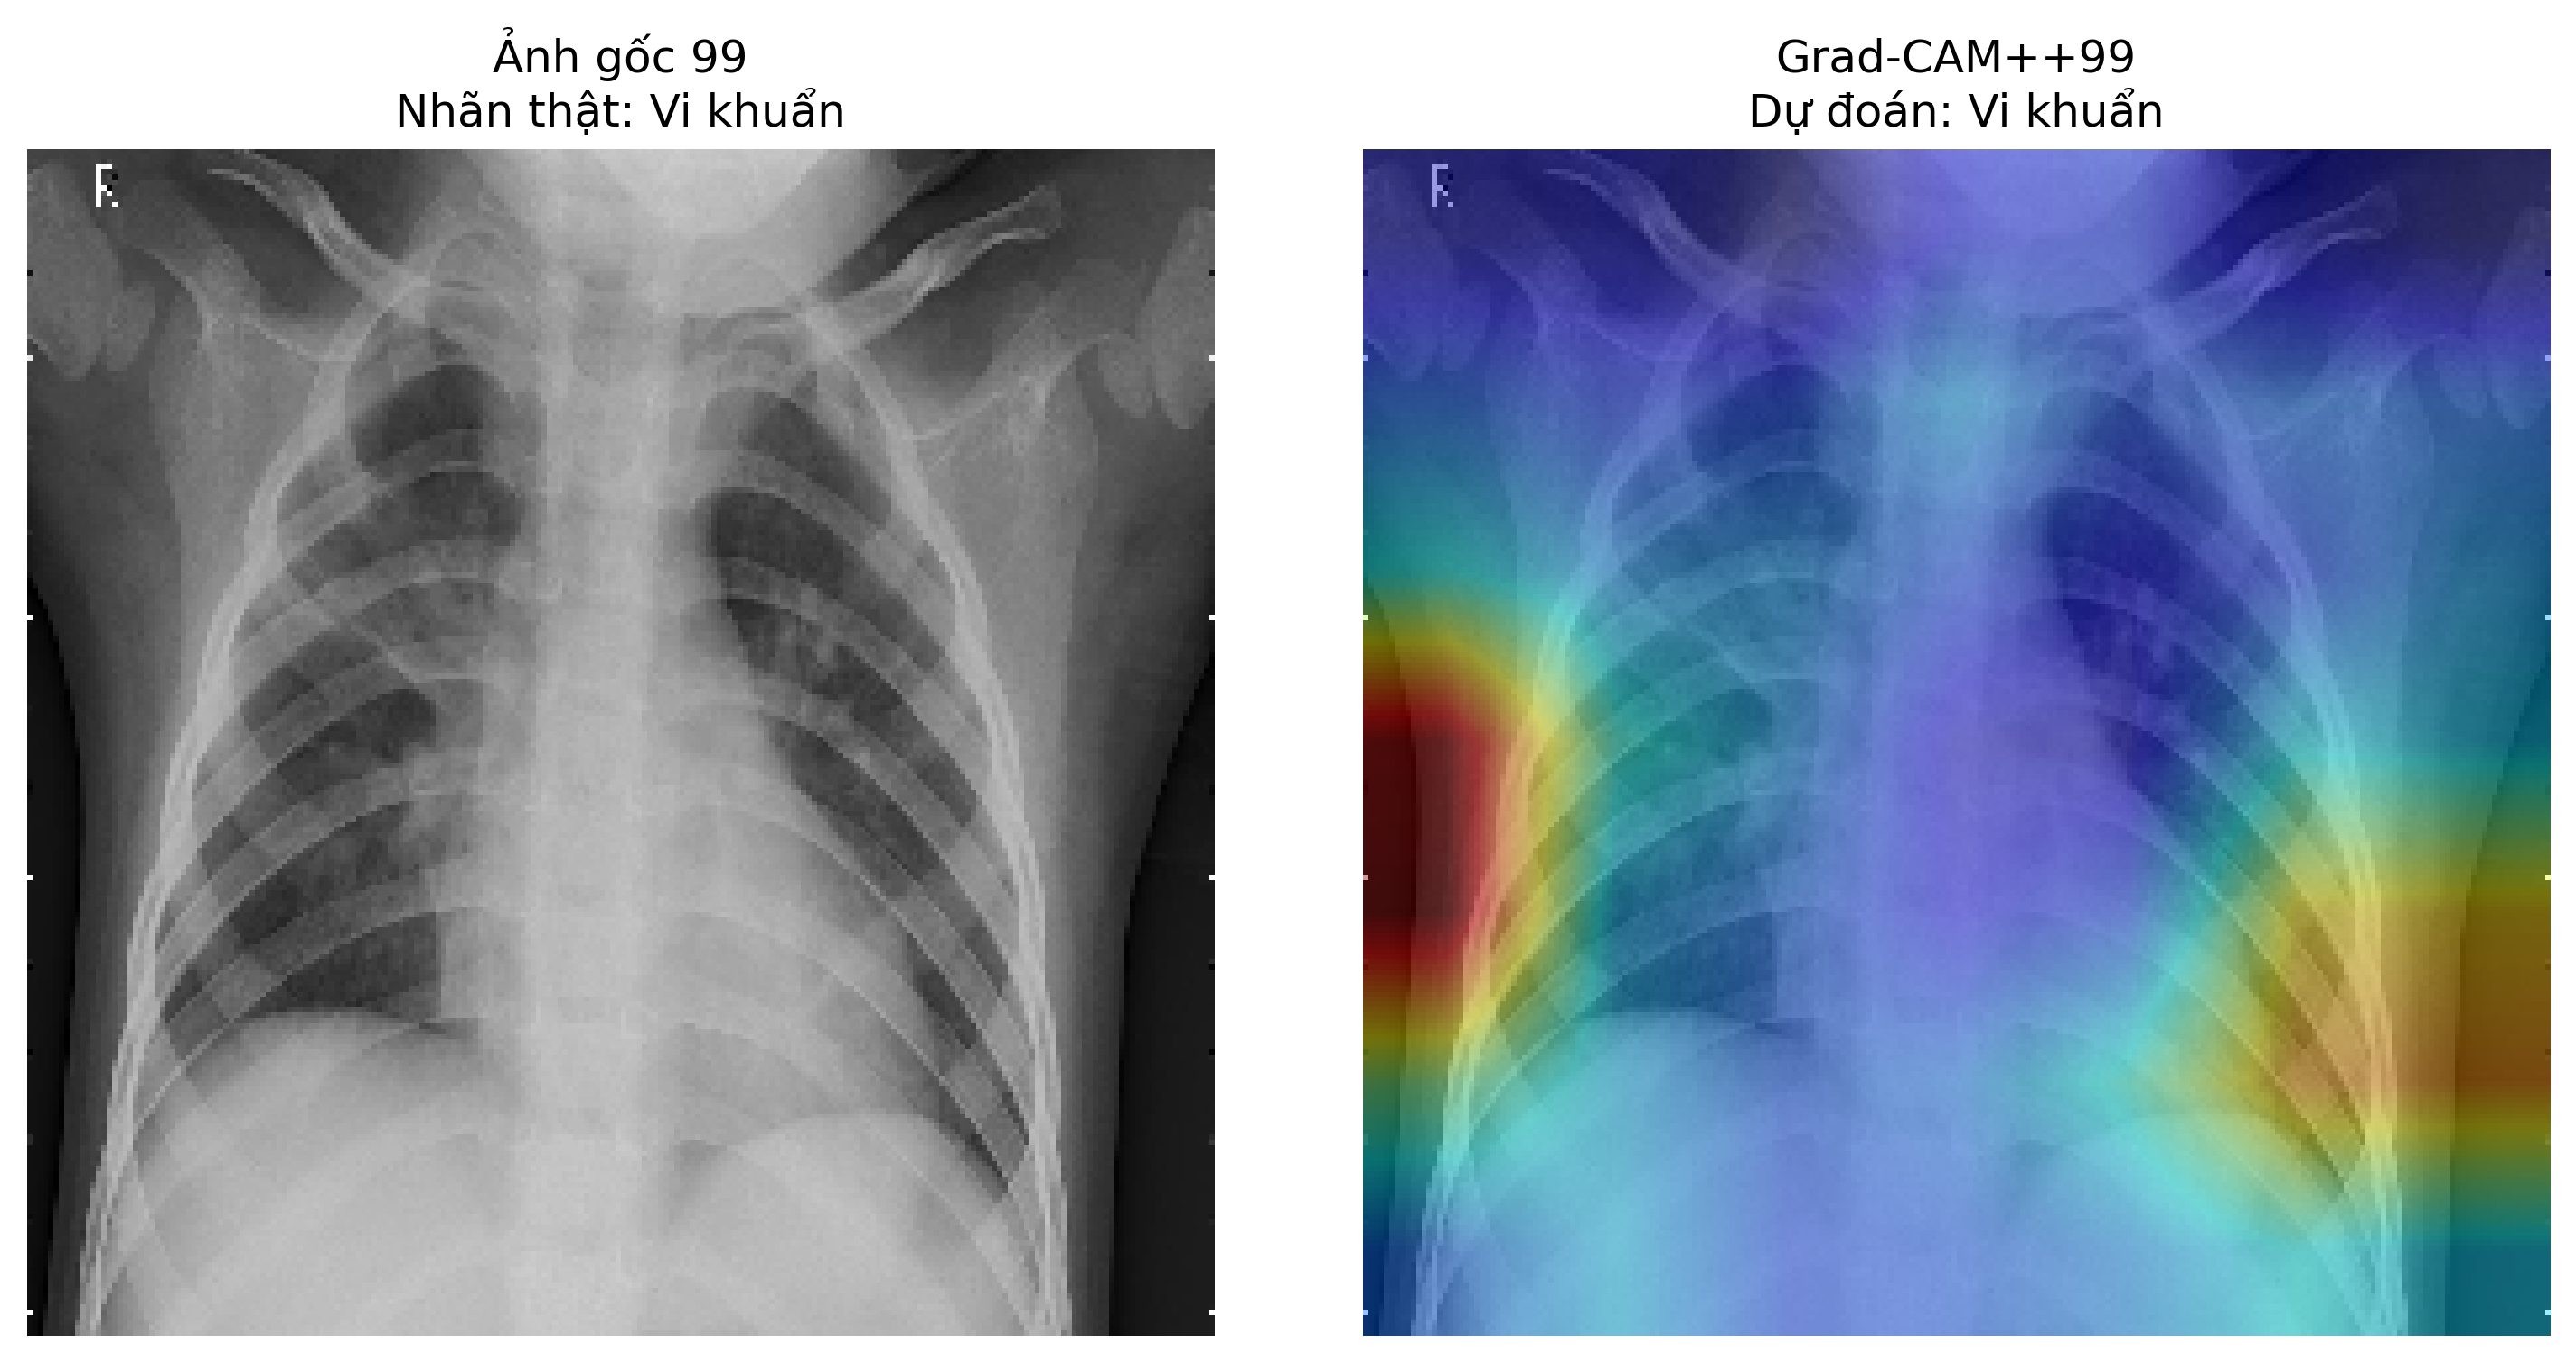 Ảnh gốc 99
Nhãn thật: Vi khuẩn
Grad-CAM++99
Dự đoán: Vi khuẩn
R
R